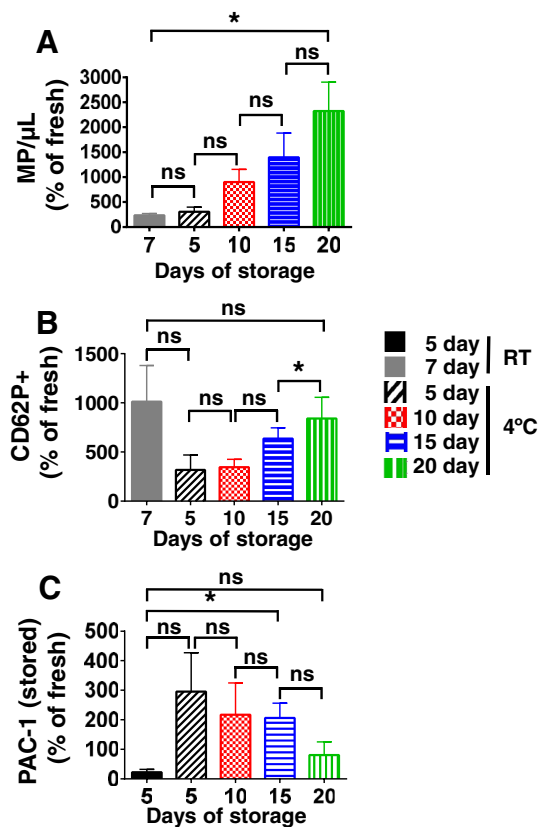 A
*
ns
ns
ns
ns
MP/μL
(% of fresh)
3000
2500
2000
1500
1000
500
0
7 5 10 15 20
Days of storage
B
ns
ns
ns
ns
*
CD62P+
(% of fresh)
1500
1000
500
0
7 5 10 15 20
Days of storage
5 day
7 day
RT
5 day
10 day
15 day
20 day
4ºC
C
ns
*
ns
ns
ns
ns
PAC-1 (stored)
(% of fresh)
500
400
300
200
100
0
5 5 10 15 20
Days of storage